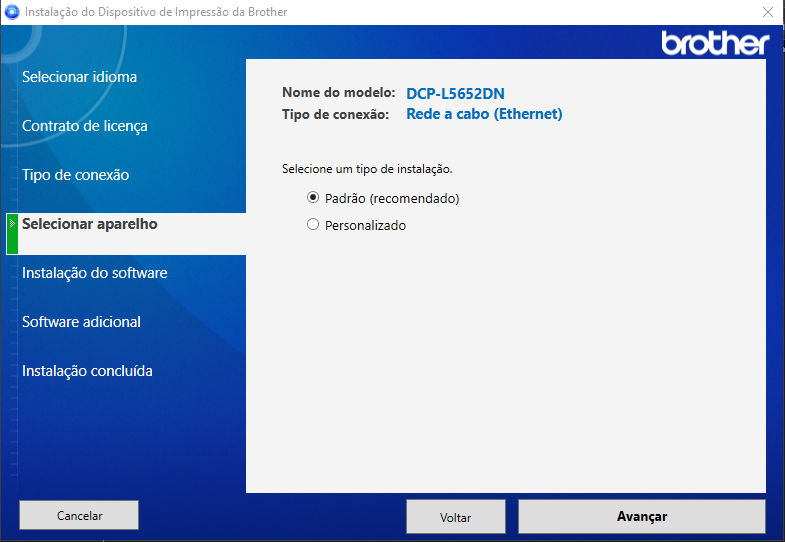 Instalação do Dispositivo de Impressão da Brother
brother
Selecionar idioma
Contrato de licença
Tipo de conexão
Selecionar aparelho
Instalação do software
Software adicional
Instalação concluída
Nome do modelo: DCP-L5652DN
Tipo de conexão: Rede a cabo (Ethernet)
Selecione um tipo de instalação.
Padrão (recomendado)
Personalizado
Cancelar
Voltar
Avançar